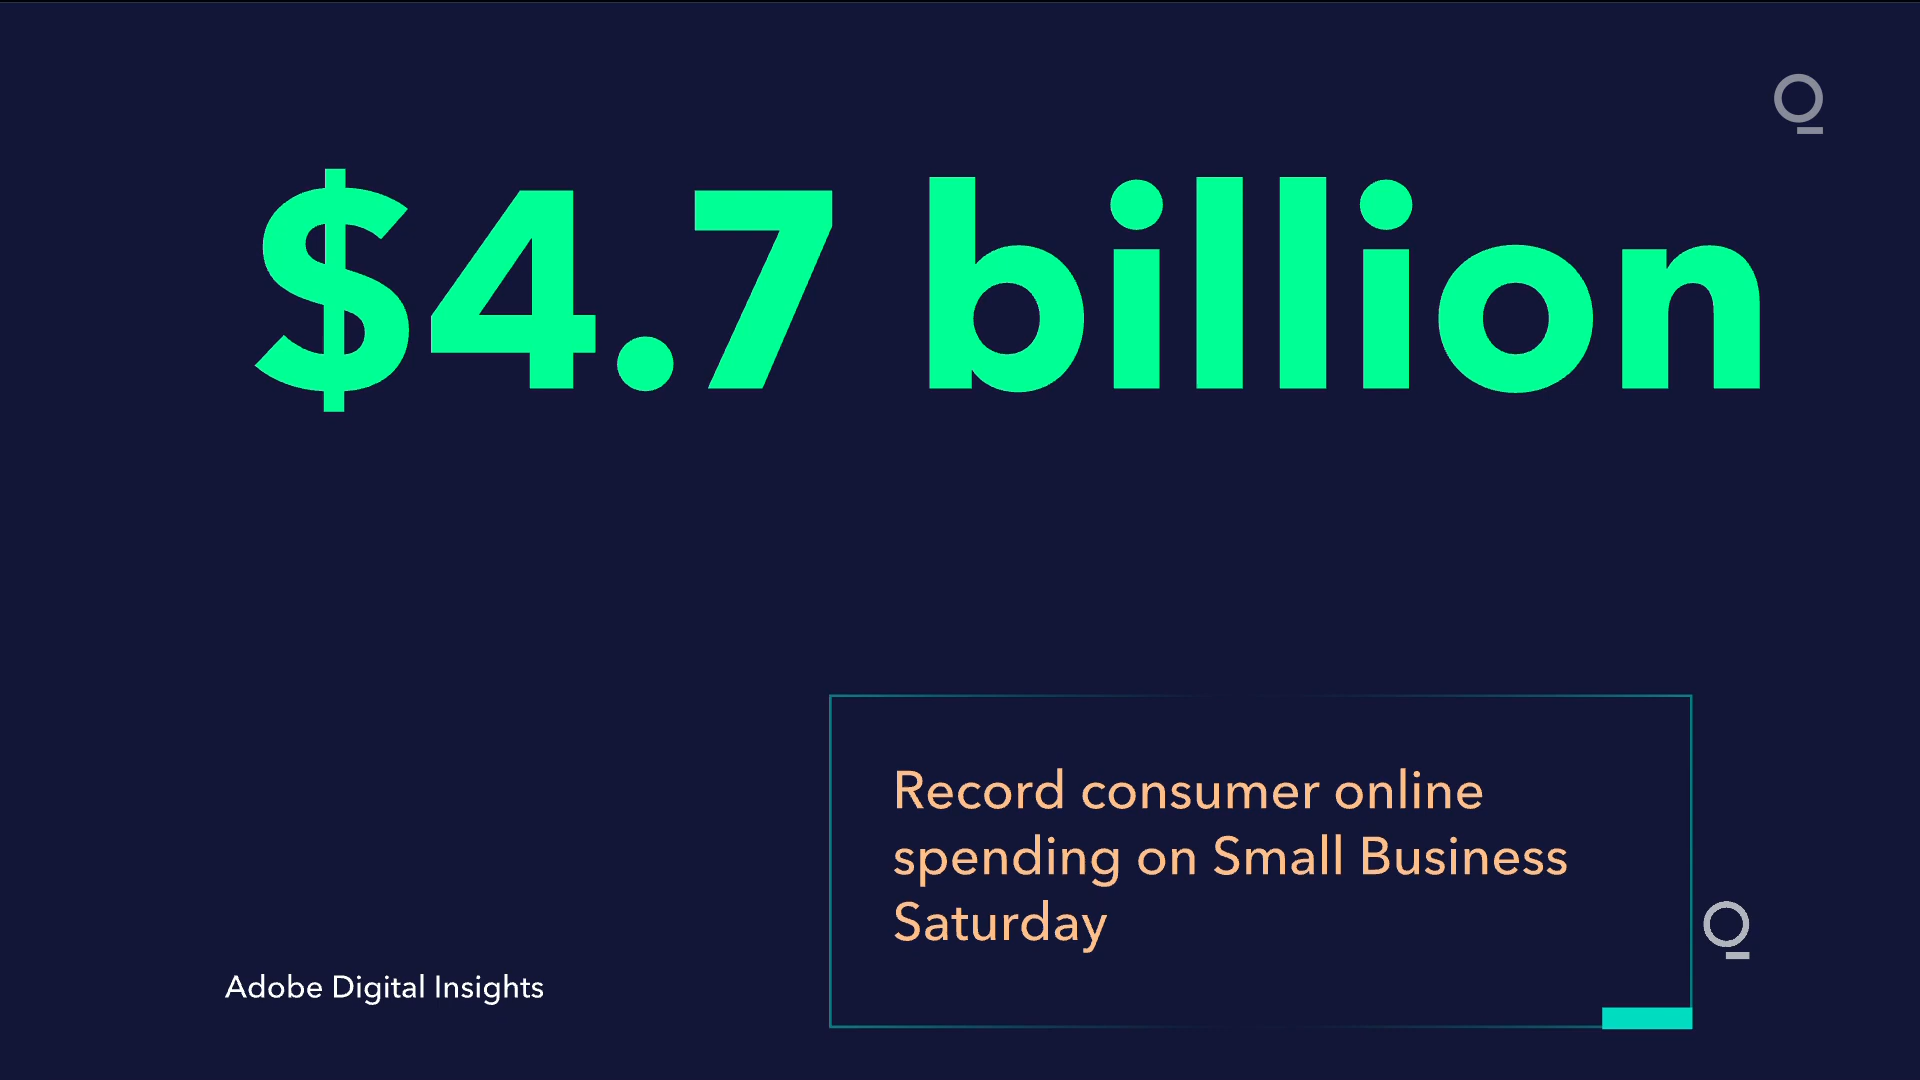 $4.7 billion
Record consumer online
spending on Small Business
Saturday
Adobe Digital Insights